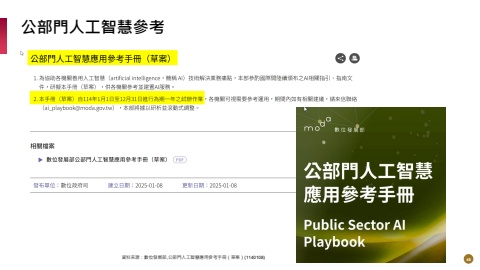 公部門人工智慧參考
公部門人工智慧應用參考手冊（草案）
1. 為協助各機關善用人工智慧（artificial intelligence，簡稱 AI）技術解決業務痛點，本部參酌國際間陸續頒布之AI相關指引、指南文
件，研擬本手冊（草案），供各機關參考並建置AI服務。
2. 本手冊（草案）自114年1月1日至12月31日進行為期一年之試辦作業，各機關可視需要參考運用，期間內如有相關建議，請來信聯絡
（ai_playbook@moda.gov.tw），本部將據以研析並滾動式調整。
相關檔案
數位發展部公部門人工智慧應用參考手冊（草案） PDF
發布單位：數位政府司 建立日期：2025-01-08 更新日期：2025-01-08
moda 數位發展部
公部門人工智慧
應用參考手冊
Public Sector AI
Playbook
資料來源：數位發展部,公部門人工智慧應用參考手冊（草案）(1140108)